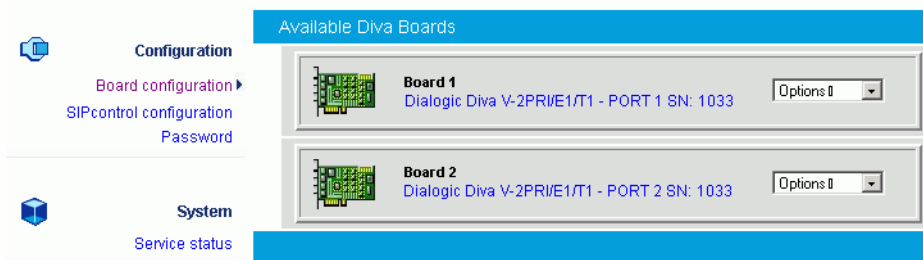 Configuration
Board configuration
SIPcontrol configuration
Password
System
Service status
Available Diva Boards
Board 1
Dialogic Diva V-2PRI/E1/T1 - PORT 1 SN: 1033
Options
Board 2
Dialogic Diva V-2PRI/E1/T1 - PORT 2 SN: 1033
Options